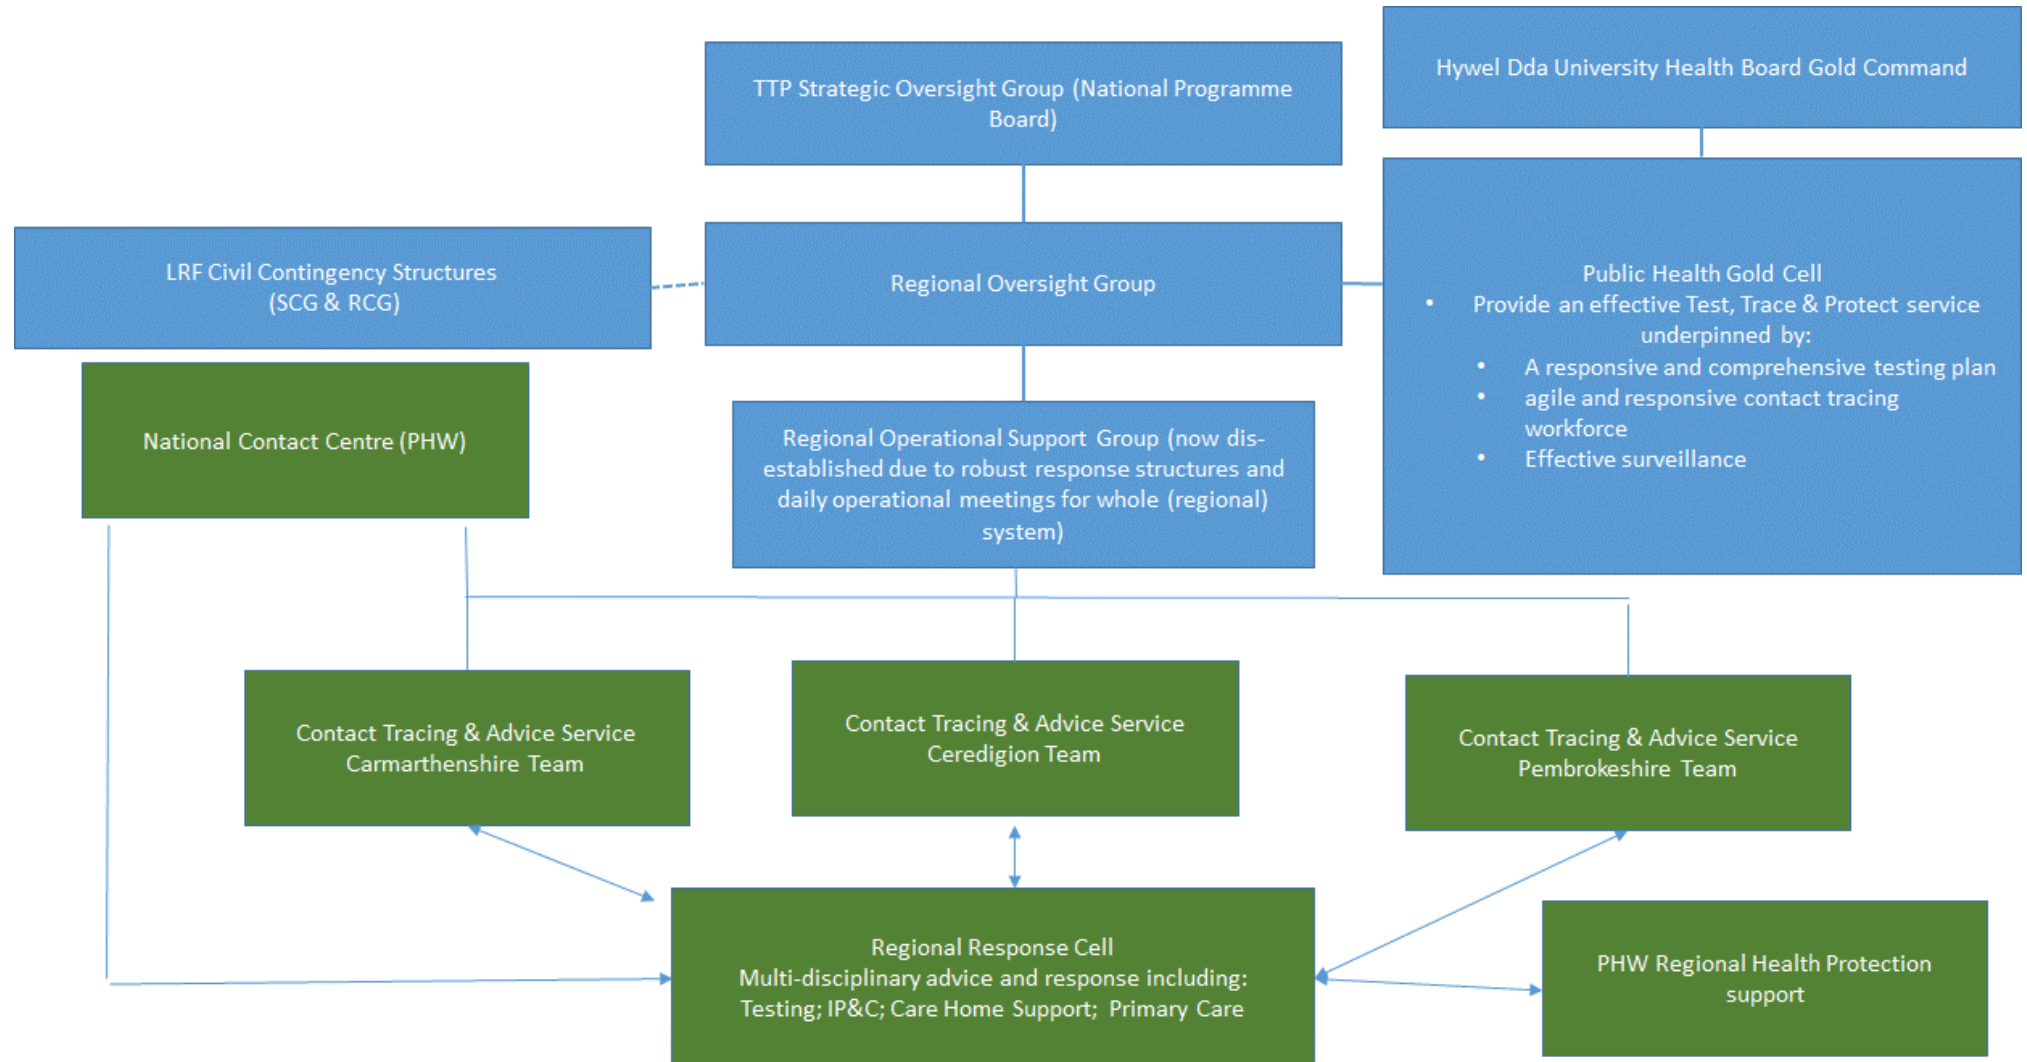 TTP Strategic Oversight Group (National Programme
Board)
Hywel Dda University Health Board Gold Command
LRF Civil Contingency Structures
(SCG & RCG)
Regional Oversight Group
Public Health Gold Cell
• Provide an effective Test, Trace & Protect service
underpinned by:
• A responsive and comprehensive testing plan
• agile and responsive contact tracing
workforce
• Effective surveillance
National Contact Centre (PHW)
Regional Operational Support Group (now dis-
established due to robust response structures and
daily operational meetings for whole (regional)
system)
Contact Tracing & Advice Service
Carmarthenshire Team
Contact Tracing & Advice Service
Ceredigion Team
Contact Tracing & Advice Service
Pembrokeshire Team
Regional Response Cell
Multi-disciplinary advice and response including:
Testing; IP&C; Care Home Support; Primary Care
PHW Regional Health Protection
support